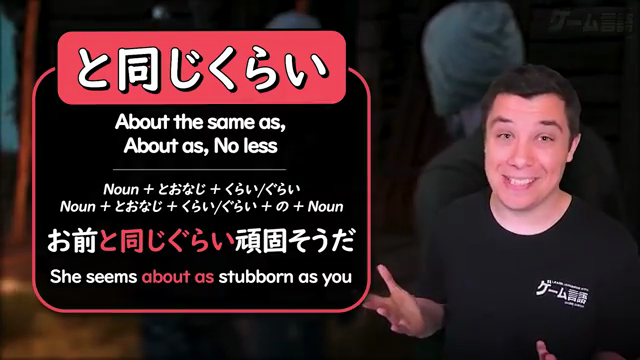 と同じくらい
About the same as,
About as, No less
Noun + とおなじ + くらい/ぐらい
Noun + とおなじ + くらい/ぐらい + の + Noun
お前と同じぐらい頑固そうだ
She seems about as stubborn as you
ゲーム言語
ゲーム言語